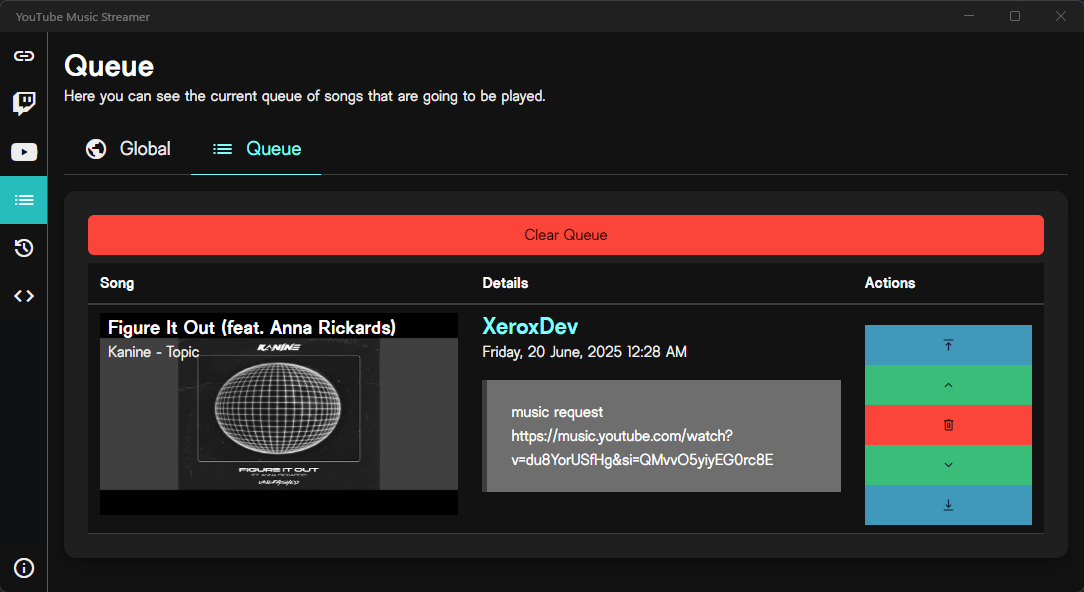 YouTube Music Streamer
Queue
Here you can see the current queue of songs that are going to be played.
Global
Queue
Clear Queue
Song
Details
Actions
Figure It Out (feat. Anna Rickards)
Kanine - Topic
KANINE
FIGURE IT OUT
XeroxDev
Friday, 20 June, 2025 12:28 AM
music request
https://music.youtube.com/watch?
v=du8YorUSfHg&si=QMvvO5yiyEG0rc8E